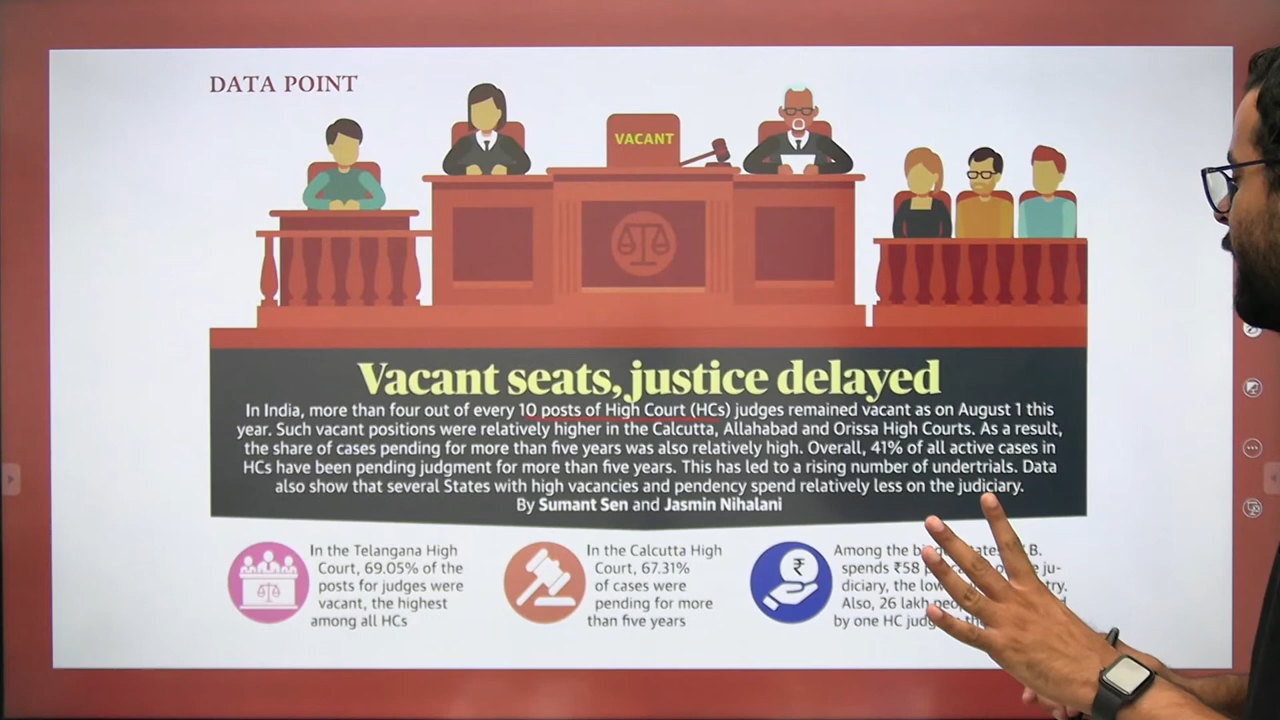 DATA POINT
VACANT
Vacant seats, justice delayed
In India, more than four out of every 10 posts of High Court (HCs) judges remained vacant as on August 1 this
year. Such vacant positions were relatively higher in the Calcutta, Allahabad and Orissa High Courts. As a result,
the share of cases pending for more than five years was also relatively high. Overall, 41% of all active cases in
HCs have been pending judgment for more than five years. This has led to a rising number of undertrials. Data
also show that several States with high vacancies and pendency spend relatively less on the judiciary.
By Sumant Sen and Jasmin Nihalani
In the Telangana High
Court, 69.05% of the
posts for judges were
vacant, the highest
among all HCs
In the Calcutta High
Court, 67.31%
of cases were
pending for more
than five years
Among the B.
spends ₹58 ju-
diciary, the
Also, 26 lakh
by one HC